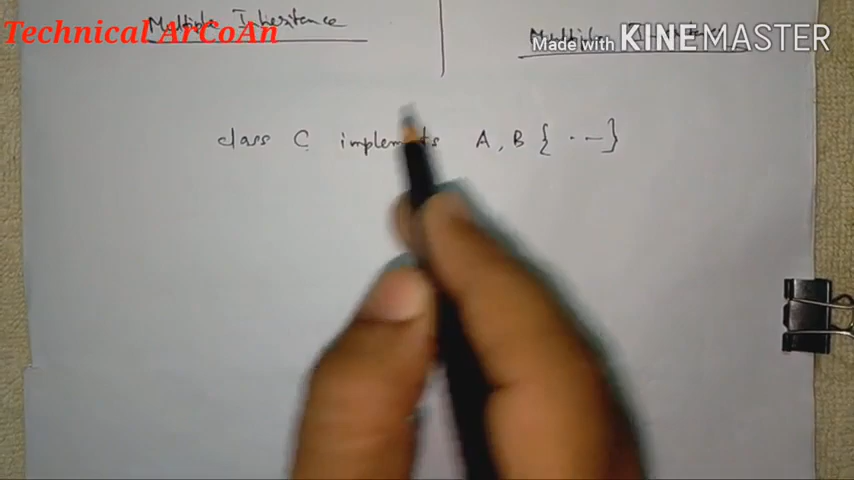 Multiple Inheritance
Technical ArCoAn
Made with KINEMASTER
class C implements A, B { . — }